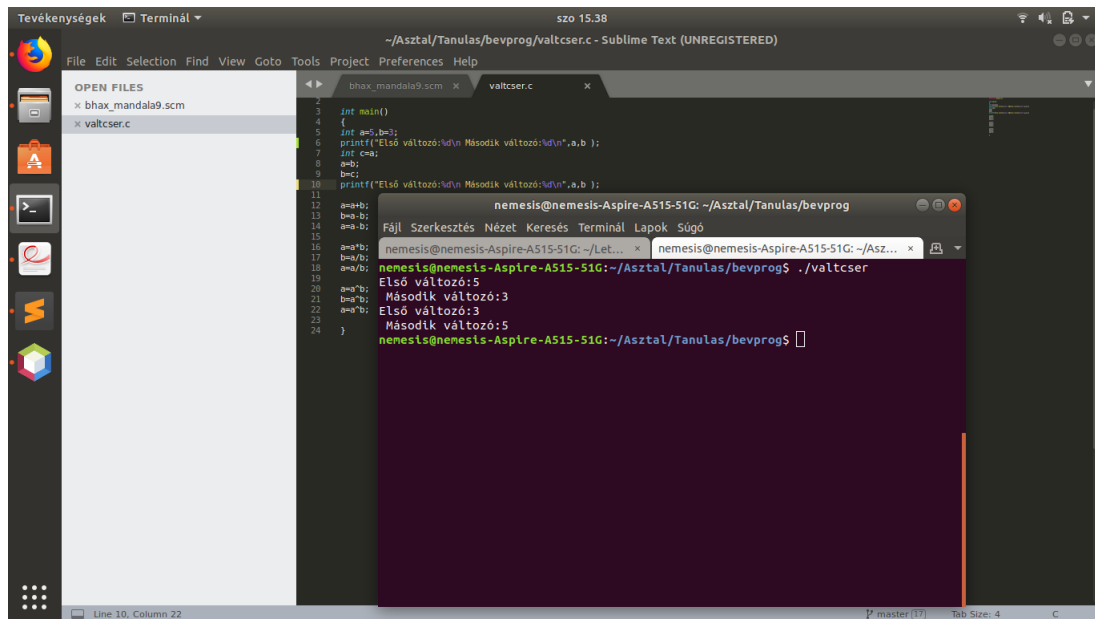 Tevékenységek Terminál szo 15.38
~/Asztal/Tanulas/bevprog/valtcser.c - Sublime Text (UNREGISTERED)
File Edit Selection Find View Goto Tools Project Preferences Help
OPEN FILES
× bhax_mandala9.scm
× valtcser.c
bhax_mandala9.scm × valtcser.c ×
2
3 int main()
4 {
5 int a=5,b=3;
6 printf("Első változó:%d\n Második változó:%d\n",a,b );
7 int c=a;
8 a=b;
9 b=c;
10 printf("Első változó:%d\n Második változó:%d\n",a,b );
11
12 a=a+b;
13 b=a-b;
14 a=a-b;
15
16 a=a*b;
17 b=a/b;
18 a=a/b;
19
20 a=a^b;
21 b=a^b;
22 a=a^b;
23
24 }
nemesis@nemesis-Aspire-A515-51G: ~/Asztal/Tanulas/bevprog
Fájl Szerkesztés Nézet Keresés Terminál Lapok Súgó
nemesis@nemesis-Aspire-A515-51G: ~/Let… × nemesis@nemesis-Aspire-A515-51G: ~/Asz… ×
nemesis@nemesis-Aspire-A515-51G:~/Asztal/Tanulas/bevprog$ ./valtcser
Első változó:5
Második változó:3
Első változó:3
Második változó:5
nemesis@nemesis-Aspire-A515-51G:~/Asztal/Tanulas/bevprog$
Line 10, Column 22 master 17 Tab Size: 4 C